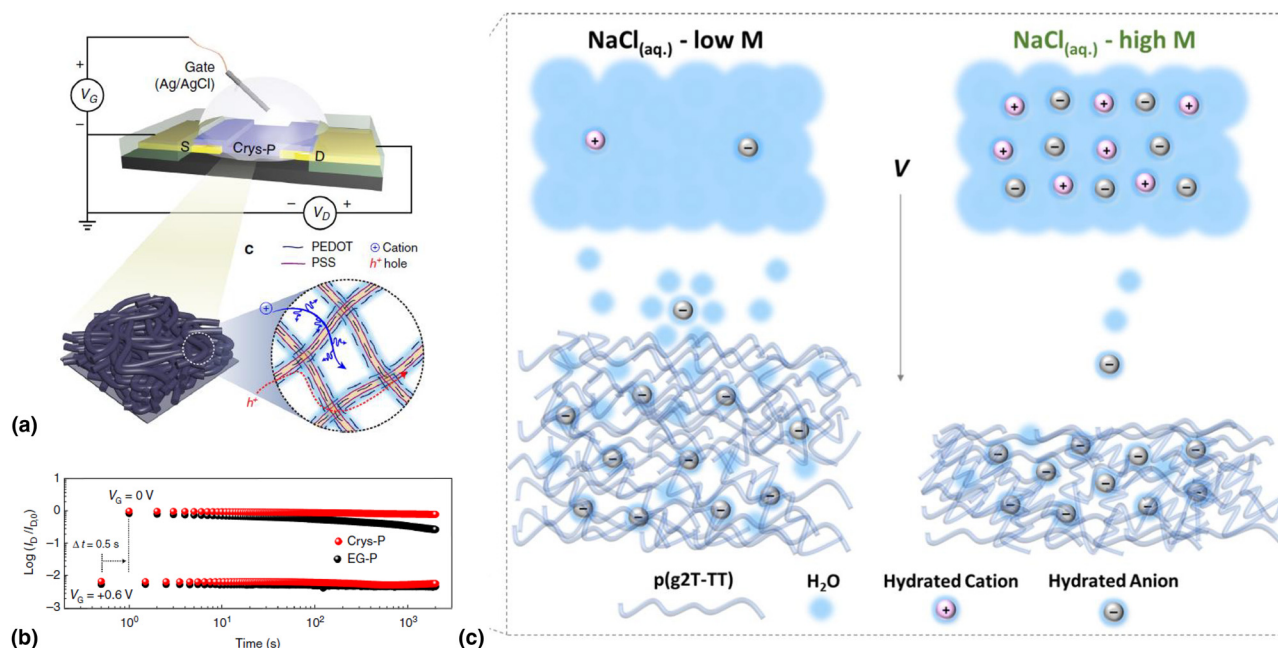 Gate
(Ag/AgCl)
+
V_G
−
S
Crys-P
D
−
V_D
+
c
PEDOT
PSS
+ Cation
h⁺ hole
+
h⁺
(a)
Log (I_D /I_D,0)
1
0
−1
−2
−3
V_G = 0 V
Δ t = 0.5 s
V_G = +0.6 V
Crys-P
EG-P
10⁰
10¹
10²
10³
Time (s)
(b)
NaCl(aq.) - low M
NaCl(aq.) - high M
V
p(g2T-TT)
H₂O
Hydrated Cation
Hydrated Anion
(c)